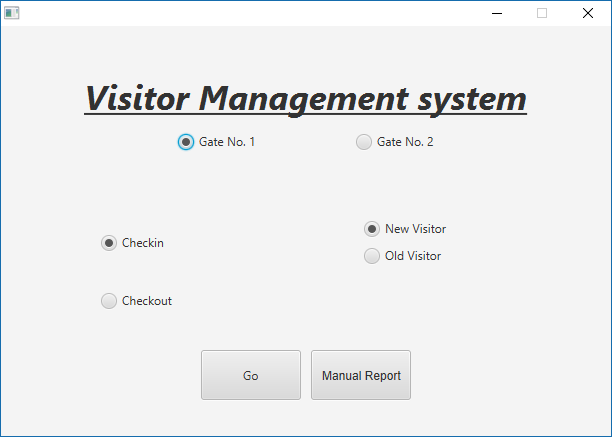 Visitor Management system
Gate No. 1
Gate No. 2
Checkin
New Visitor
Old Visitor
Checkout
Go
Manual Report